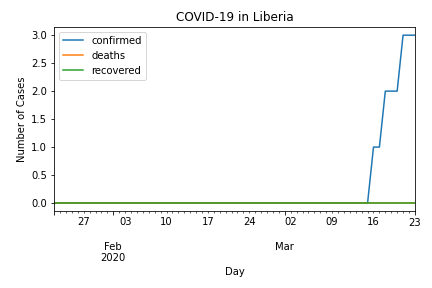 COVID-19 in Liberia
confirmed
deaths
recovered
Number of Cases
3.0
2.5
2.0
1.5
1.0
0.5
0.0
27 03 10 17 24 02 09 16 23
Feb Mar
2020
Day